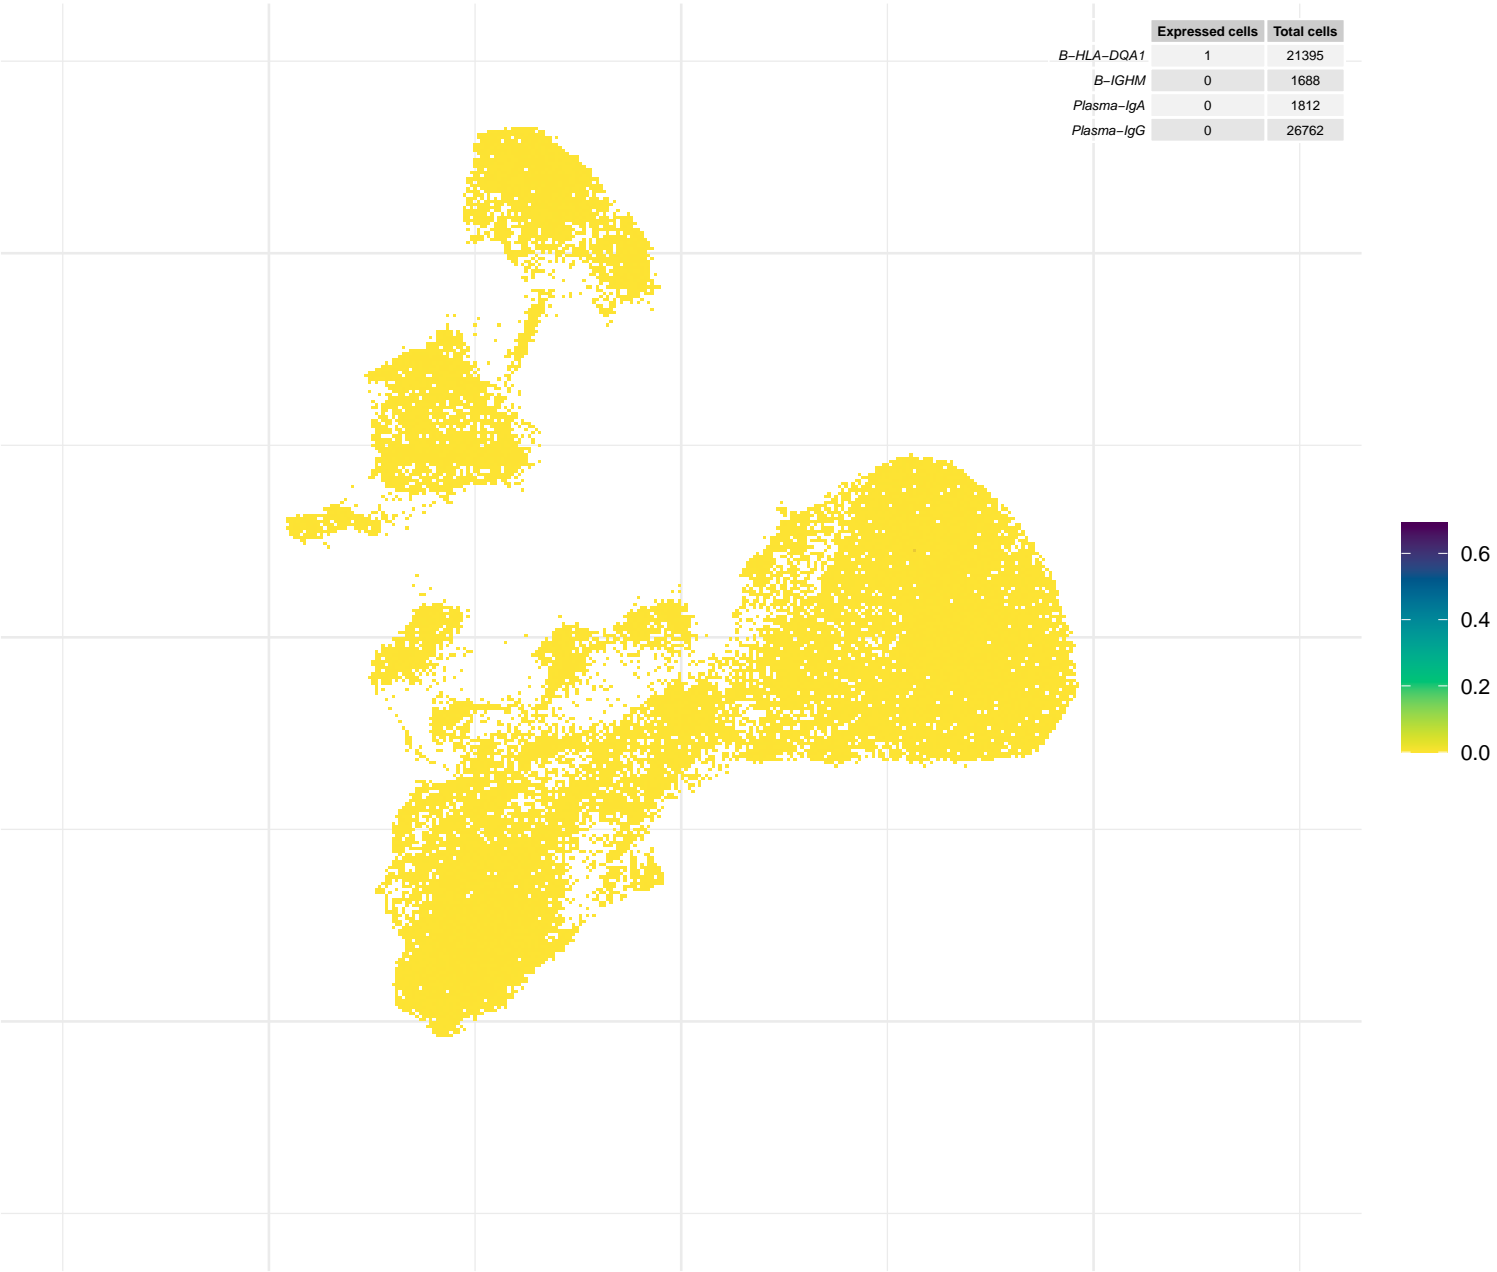 Expressed cells Total cells
B−HLA−DQA1 1 21395
B−IGHM 0 1688
Plasma−IgA 0 1812
Plasma−IgG 0 26762
0.6
0.4
0.2
0.0